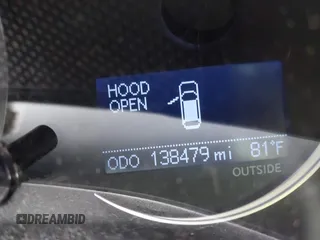 HOOD
OPEN
ODO 138479 mi 81°F
OUTSIDE
DREAMBID